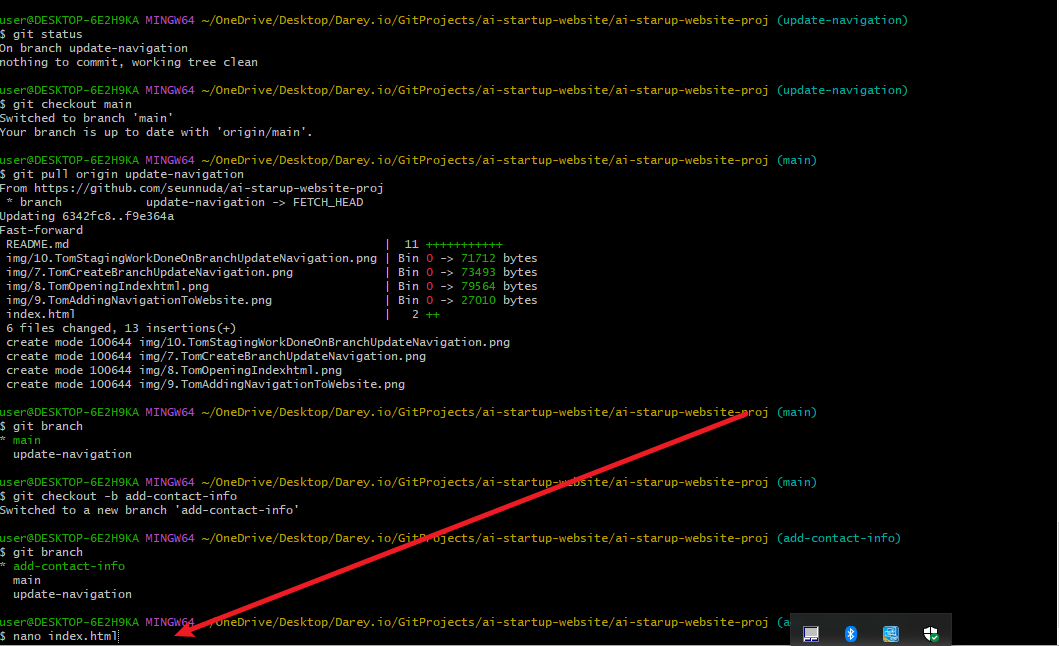 user@DESKTOP-6E2H9KA MINGW64 ~/OneDrive/Desktop/Darey.io/GitProjects/ai-startup-website/ai-starup-website-proj (update-navigation)
$ git status
On branch update-navigation
nothing to commit, working tree clean
user@DESKTOP-6E2H9KA MINGW64 ~/OneDrive/Desktop/Darey.io/GitProjects/ai-startup-website/ai-starup-website-proj (update-navigation)
$ git checkout main
Switched to branch 'main'
Your branch is up to date with 'origin/main'.
user@DESKTOP-6E2H9KA MINGW64 ~/OneDrive/Desktop/Darey.io/GitProjects/ai-startup-website/ai-starup-website-proj (main)
$ git pull origin update-navigation
From https://github.com/seunnuda/ai-starup-website-proj
 * branch            update-navigation -> FETCH_HEAD
Updating 6342fc8..f9e364a
Fast-forward
 README.md                                             |  11 +++++++++++
 img/10.TomStagingWorkDoneOnBranchUpdateNavigation.png | Bin 0 -> 71712 bytes
 img/7.TomCreateBranchUpdateNavigation.png             | Bin 0 -> 73493 bytes
 img/8.TomOpeningIndexhtml.png                         | Bin 0 -> 79564 bytes
 img/9.TomAddingNavigationToWebsite.png                | Bin 0 -> 27010 bytes
 index.html                                            |   2 ++
 6 files changed, 13 insertions(+)
 create mode 100644 img/10.TomStagingWorkDoneOnBranchUpdateNavigation.png
 create mode 100644 img/7.TomCreateBranchUpdateNavigation.png
 create mode 100644 img/8.TomOpeningIndexhtml.png
 create mode 100644 img/9.TomAddingNavigationToWebsite.png
user@DESKTOP-6E2H9KA MINGW64 ~/OneDrive/Desktop/Darey.io/GitProjects/ai-startup-website/ai-starup-website-proj (main)
$ git branch
* main
  update-navigation
user@DESKTOP-6E2H9KA MINGW64 ~/OneDrive/Desktop/Darey.io/GitProjects/ai-startup-website/ai-starup-website-proj (main)
$ git checkout -b add-contact-info
Switched to a new branch 'add-contact-info'
user@DESKTOP-6E2H9KA MINGW64 ~/OneDrive/Desktop/Darey.io/GitProjects/ai-startup-website/ai-starup-website-proj (add-contact-info)
$ git branch
* add-contact-info
  main
  update-navigation
user@DESKTOP-6E2H9KA MINGW64 ~/OneDrive/Desktop/Darey.io/GitProjects/ai-startup-website/ai-starup-website-proj (a
$ nano index.html